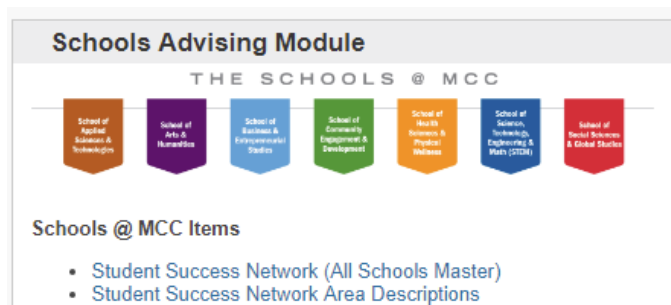 Schools Advising Module
THE SCHOOLS @ MCC
School of
Applied
Sciences &
Technologies
School of
Arts &
Humanities
School of
Business &
Entrepreneurial
Studies
School of
Community
Engagement &
Development
School of
Health
Sciences &
Physical
Wellness
School of
Science,
Technology,
Engineering &
Math (STEM)
School of
Social Sciences
& Global Studies
Schools @ MCC Items
• Student Success Network (All Schools Master)
• Student Success Network Area Descriptions